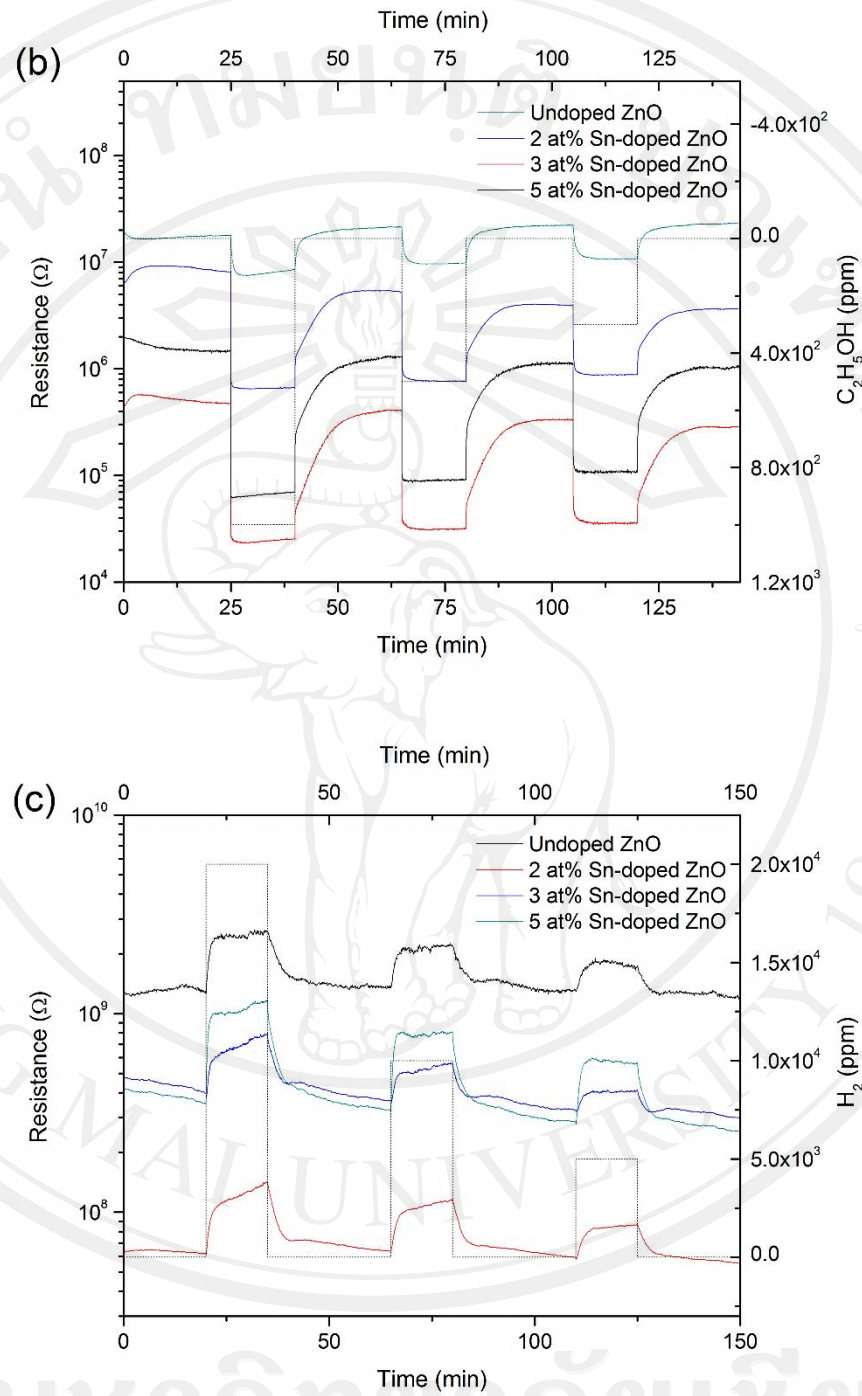 Time (min)
0 25 50 75 100 125
(b)
Undoped ZnO
2 at% Sn-doped ZnO
3 at% Sn-doped ZnO
5 at% Sn-doped ZnO
10⁸
10⁷
10⁶
10⁵
10⁴
Resistance (Ω)
-4.0x10²
0.0
4.0x10²
8.0x10²
1.2x10³
C₂H₅OH (ppm)
0 25 50 75 100 125
Time (min)
Time (min)
0 50 100 150
(c)
Undoped ZnO
2 at% Sn-doped ZnO
3 at% Sn-doped ZnO
5 at% Sn-doped ZnO
10¹⁰
10⁹
10⁸
Resistance (Ω)
2.0x10⁴
1.5x10⁴
1.0x10⁴
5.0x10³
0.0
H₂ (ppm)
0 50 100 150
Time (min)
MAI UNIVERSITY